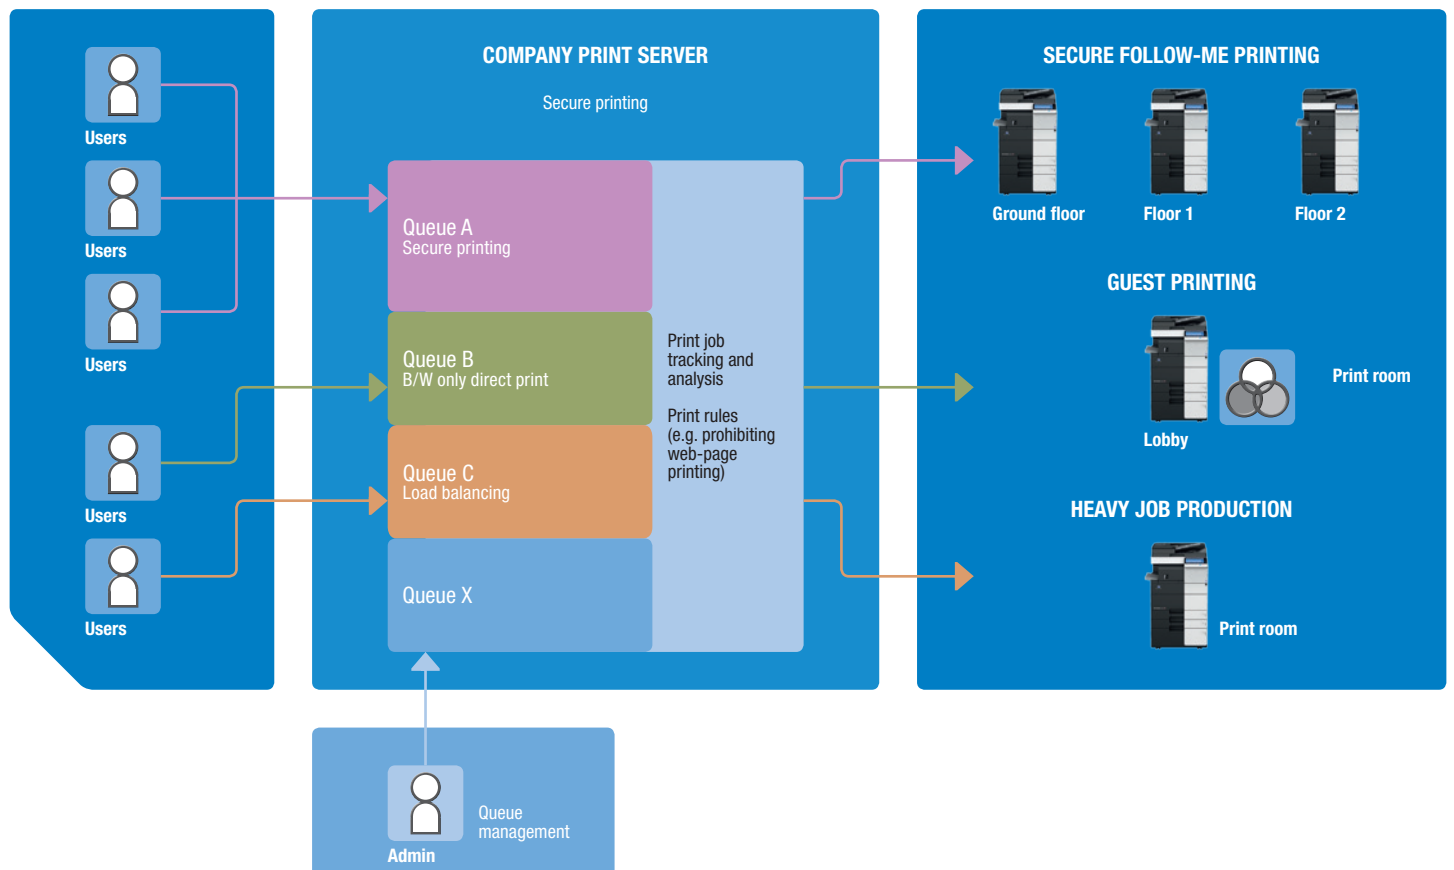 Users
Users
Users
Users
Users
COMPANY PRINT SERVER
Secure printing
Queue A
Secure printing
Queue B
B/W only direct print
Queue C
Load balancing
Queue X
Print job
tracking and
analysis
Print rules
(e.g. prohibiting
web-page
printing)
Queue
management
Admin
SECURE FOLLOW-ME PRINTING
Ground floor
Floor 1
Floor 2
GUEST PRINTING
Print room
Lobby
HEAVY JOB PRODUCTION
Print room